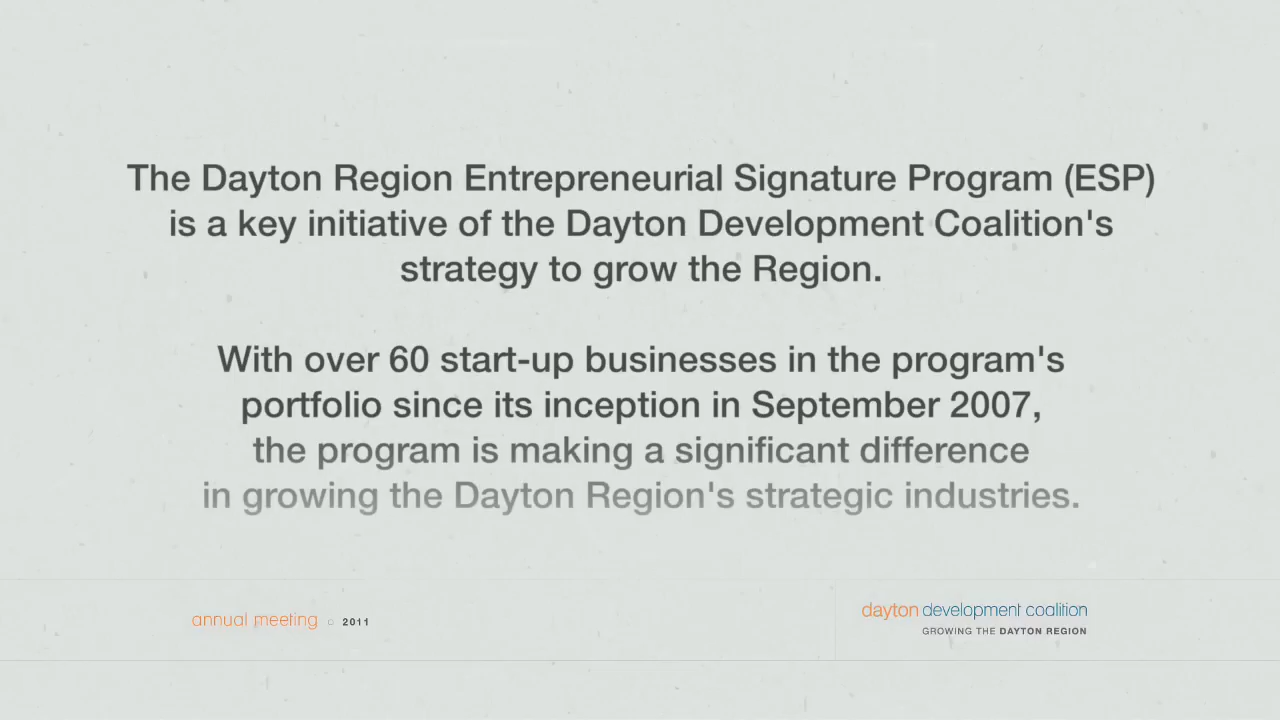 The Dayton Region Entrepreneurial Signature Program (ESP)
is a key initiative of the Dayton Development Coalition's
strategy to grow the Region.
With over 60 start-up businesses in the program's
portfolio since its inception in September 2007,
the program is making a significant difference
in growing the Dayton Region's strategic industries.
annual meeting 2011
dayton development coalition
GROWING THE DAYTON REGION